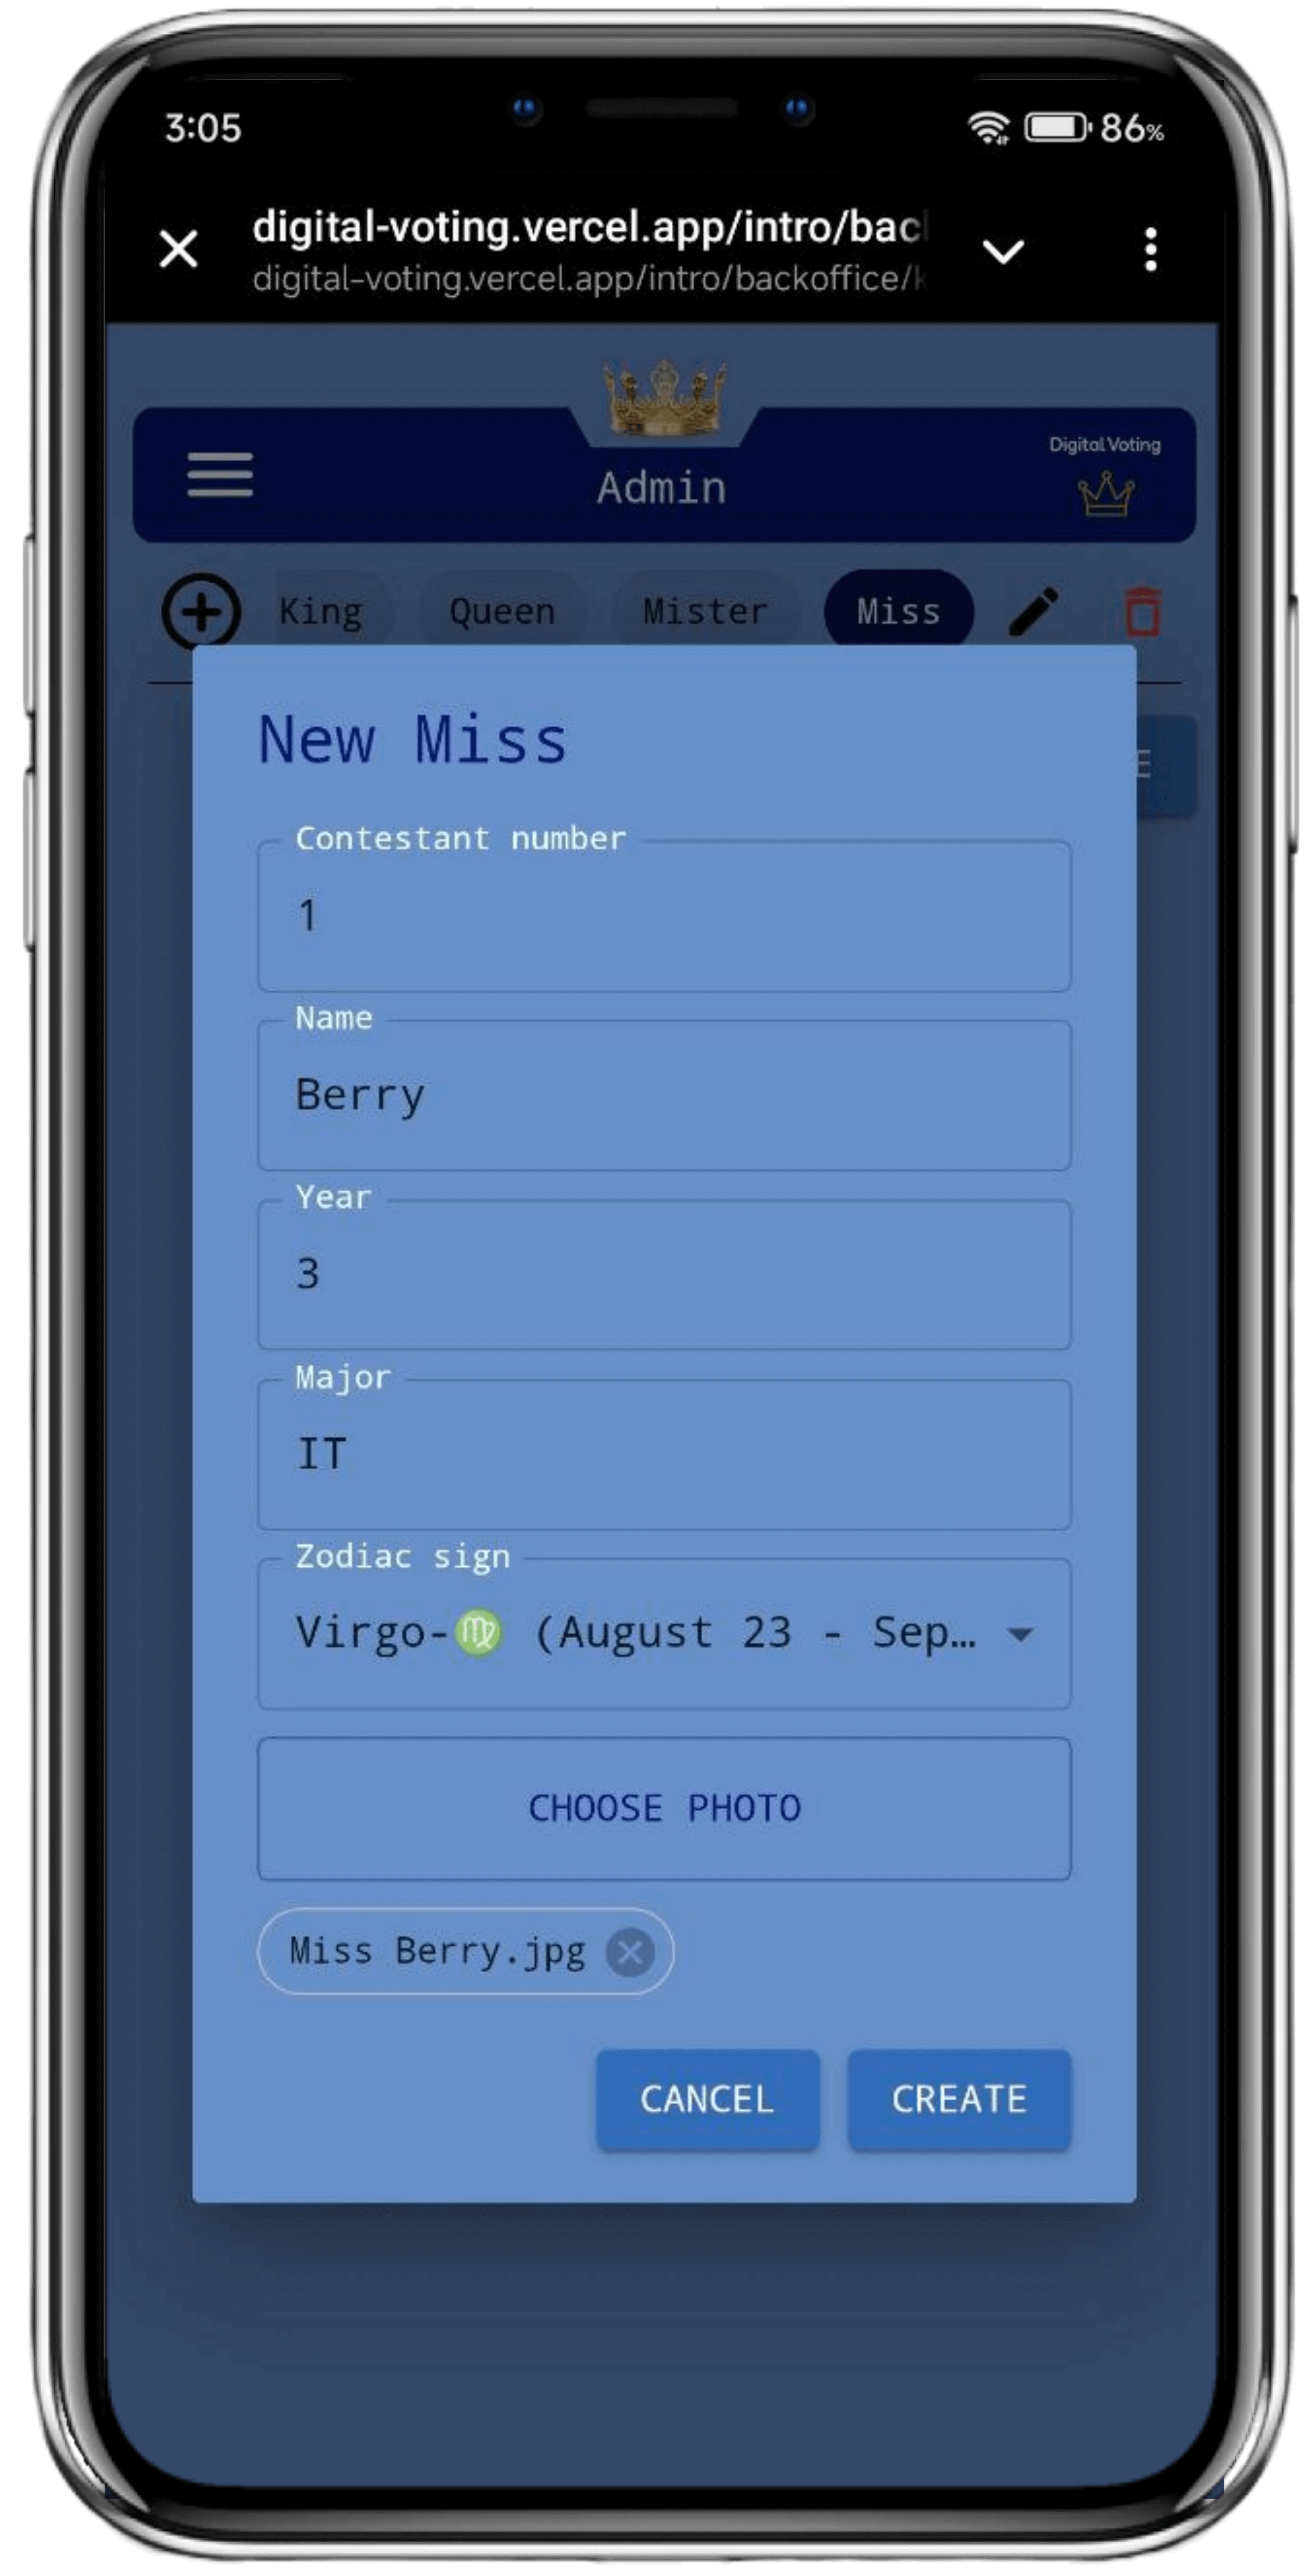 3:05
86%
digital-voting.vercel.app/intro/bac
digital-voting.vercel.app/intro/backoffice/k
Digital Voting
Admin
King Queen Mister Miss
E
New Miss
Contestant number
1
Name
Berry
Year
3
Major
IT
Zodiac sign
Virgo-♍ (August 23 - Sep...
CHOOSE PHOTO
Miss Berry.jpg
CANCEL CREATE